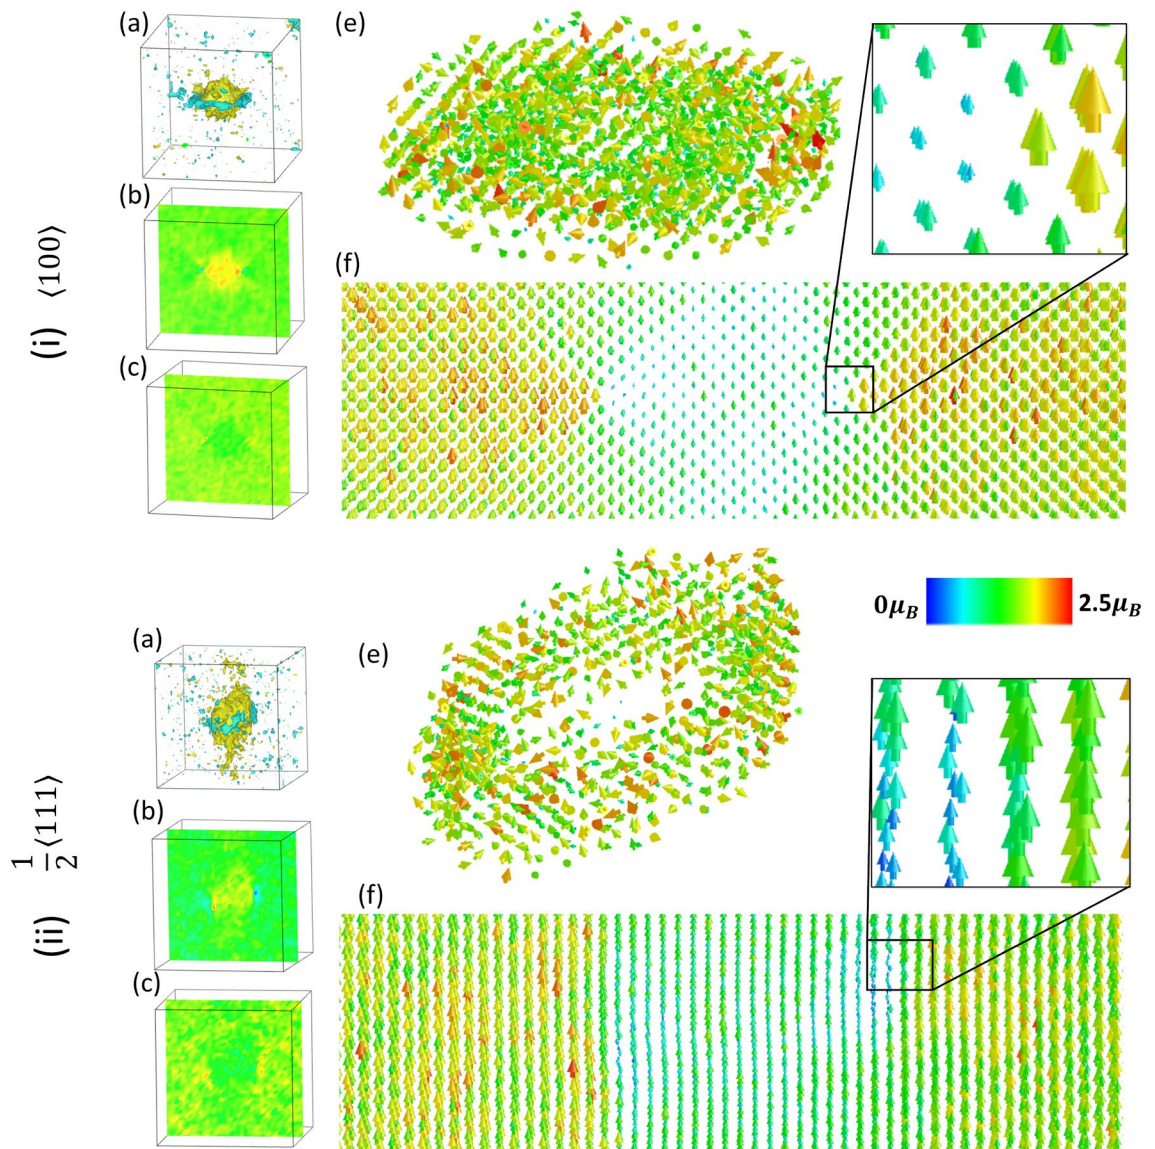 (a)
(e)
(b)
(f)
(c)
(i) ⟨100⟩
0μ_B
2.5μ_B
(a)
(e)
(b)
(f)
(c)
(ii) 1/2⟨111⟩